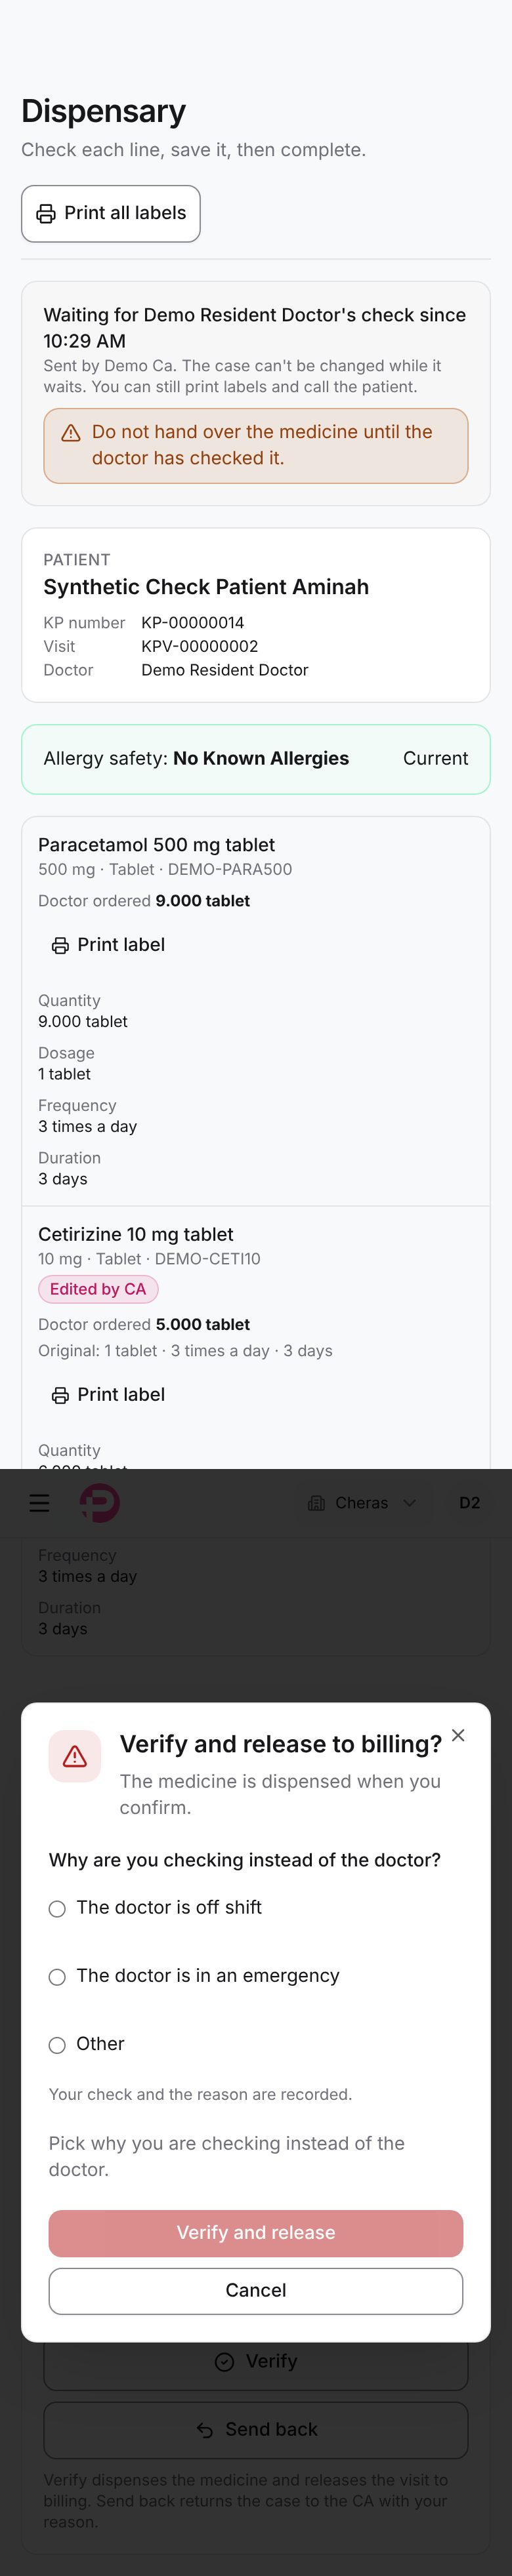 Dispensary
Check each line, save it, then complete.
Print all labels
Waiting for Demo Resident Doctor's check since
10:29 AM
Sent by Demo Ca. The case can't be changed while it
waits. You can still print labels and call the patient.
Do not hand over the medicine until the
doctor has checked it.
PATIENT
Synthetic Check Patient Aminah
KP number KP-00000014
Visit KPV-00000002
Doctor Demo Resident Doctor
Allergy safety: No Known Allergies Current
Paracetamol 500 mg tablet
500 mg · Tablet · DEMO-PARA500
Doctor ordered 9.000 tablet
Print label
Quantity
9.000 tablet
Dosage
1 tablet
Frequency
3 times a day
Duration
3 days
Cetirizine 10 mg tablet
10 mg · Tablet · DEMO-CETI10
Edited by CA
Doctor ordered 5.000 tablet
Original: 1 tablet · 3 times a day · 3 days
Print label
Quantity
Cheras D2
Frequency
3 times a day
Duration
3 days
Verify and release to billing?
The medicine is dispensed when you
confirm.
Why are you checking instead of the doctor?
The doctor is off shift
The doctor is in an emergency
Other
Your check and the reason are recorded.
Pick why you are checking instead of the
doctor.
Verify and release
Cancel
Verify
Send back
Verify dispenses the medicine and releases the visit to
billing. Send back returns the case to the CA with your
reason.